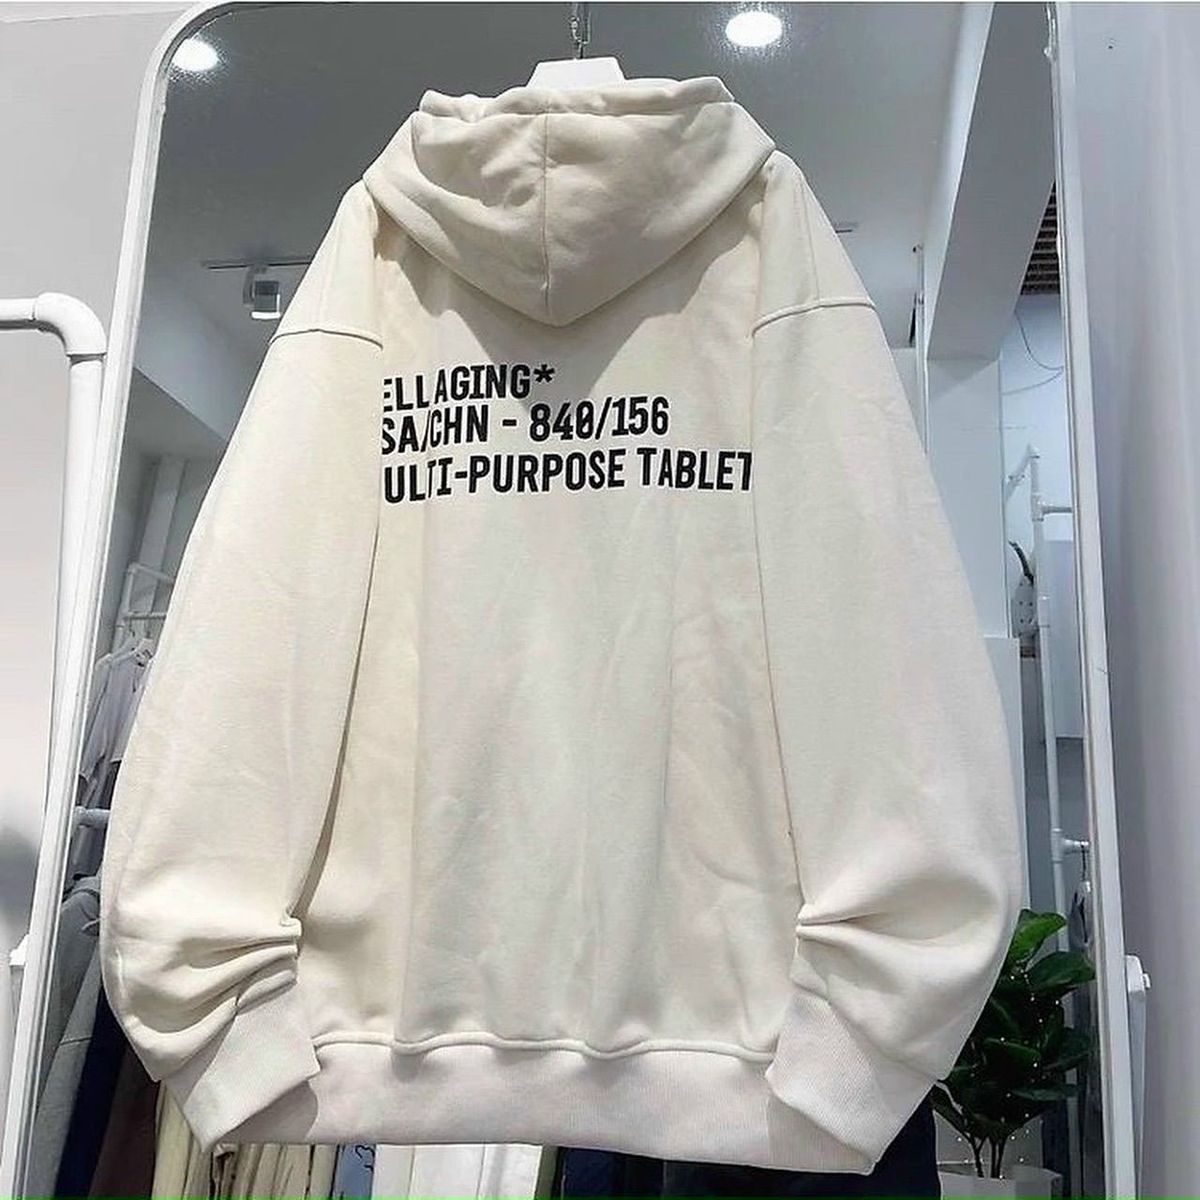 ELLAGING*
SA/CHN - 840/156
ULTI-PURPOSE TABLET